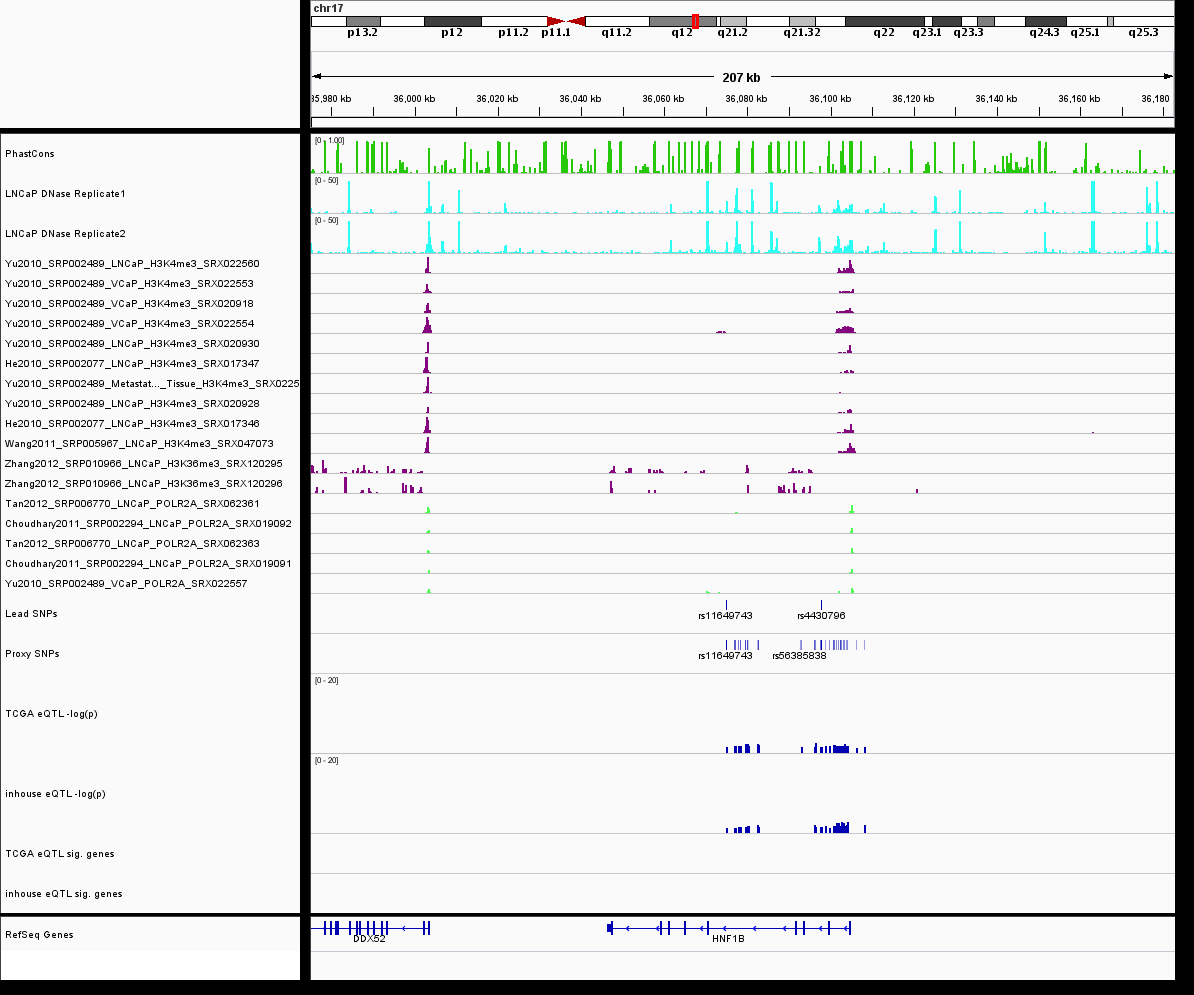 chr17
p13.2 p12 p11.2 p11.1 q11.2 q12 q21.2 q21.32 q22 q23.1 q23.3 q24.3 q25.1 q25.3
207 kb
35,980 kb 36,000 kb 36,020 kb 36,040 kb 36,060 kb 36,080 kb 36,100 kb 36,120 kb 36,140 kb 36,160 kb 36,180
[0 - 1.00]
PhastCons
[0 - 50]
LNCaP DNase Replicate1
[0 - 50]
LNCaP DNase Replicate2
Yu2010_SRP002489_LNCaP_H3K4me3_SRX022560
Yu2010_SRP002489_VCaP_H3K4me3_SRX022553
Yu2010_SRP002489_VCaP_H3K4me3_SRX020918
Yu2010_SRP002489_VCaP_H3K4me3_SRX022554
Yu2010_SRP002489_LNCaP_H3K4me3_SRX020930
He2010_SRP002077_LNCaP_H3K4me3_SRX017347
Yu2010_SRP002489_Metastat..._Tissue_H3K4me3_SRX0225
Yu2010_SRP002489_LNCaP_H3K4me3_SRX020928
He2010_SRP002077_LNCaP_H3K4me3_SRX017346
Wang2011_SRP005967_LNCaP_H3K4me3_SRX047073
Zhang2012_SRP010966_LNCaP_H3K36me3_SRX120295
Zhang2012_SRP010966_LNCaP_H3K36me3_SRX120296
Tan2012_SRP006770_LNCaP_POLR2A_SRX062361
Choudhary2011_SRP002294_LNCaP_POLR2A_SRX019092
Tan2012_SRP006770_LNCaP_POLR2A_SRX062363
Choudhary2011_SRP002294_LNCaP_POLR2A_SRX019091
Yu2010_SRP002489_VCaP_POLR2A_SRX022557
Lead SNPs
rs11649743 rs4430796
Proxy SNPs
rs11649743 rs56385838
[0 - 20]
TCGA eQTL -log(p)
[0 - 20]
inhouse eQTL -log(p)
TCGA eQTL sig. genes
inhouse eQTL sig. genes
RefSeq Genes
DDX52 HNF1B